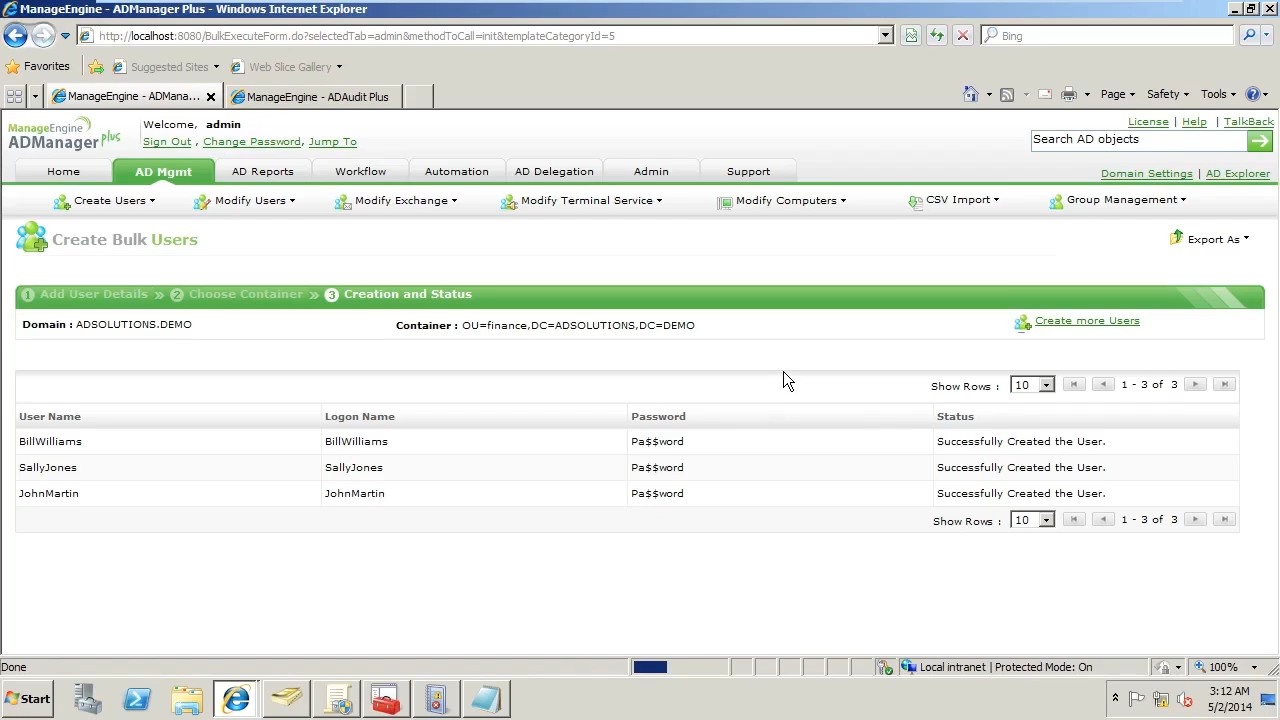 ManageEngine - ADManager Plus - Windows Internet Explorer
http://localhost:8080/BulkExecuteForm.do?selectedTab=admin&methodToCall=init&templateCategoryId=5
Bing
Favorites Suggested Sites Web Slice Gallery
ManageEngine - ADMana... ManageEngine - ADAudit Plus Page Safety Tools
ManageEngine ADManager plus
Welcome, admin
License | Help | TalkBack
Sign Out , Change Password, Jump To
Search AD objects
Home AD Mgmt AD Reports Workflow Automation AD Delegation Admin Support
Domain Settings | AD Explorer
Create Users Modify Users Modify Exchange Modify Terminal Service Modify Computers CSV Import Group Management
Create Bulk Users Export As
1 Add User Details » 2 Choose Container » 3 Creation and Status
Domain : ADSOLUTIONS.DEMO Container : OU=finance,DC=ADSOLUTIONS,DC=DEMO Create more Users
Show Rows : 10 1 - 3 of 3
User Name Logon Name Password Status
BillWilliams BillWilliams Pa$$word Successfully Created the User.
SallyJones SallyJones Pa$$word Successfully Created the User.
JohnMartin JohnMartin Pa$$word Successfully Created the User.
Show Rows : 10 1 - 3 of 3
Done Local intranet | Protected Mode: On 100%
Start 3:12 AM
5/2/2014